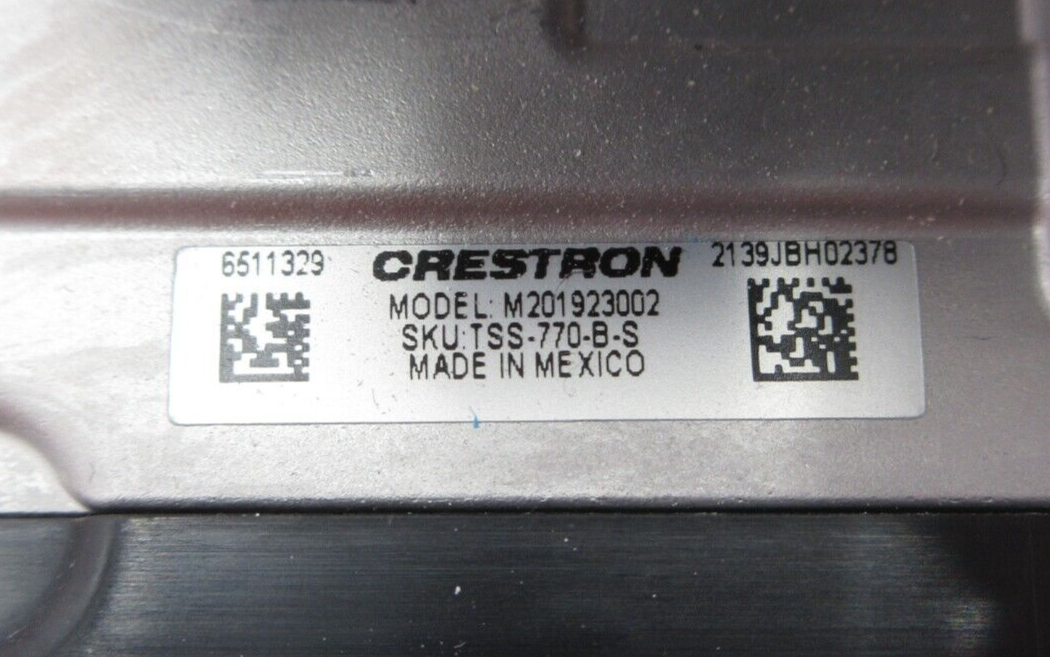 6511329 CRESTRON 2139JBH02378
MODEL: M201923002
SKU:TSS-770-B-S
MADE IN MEXICO